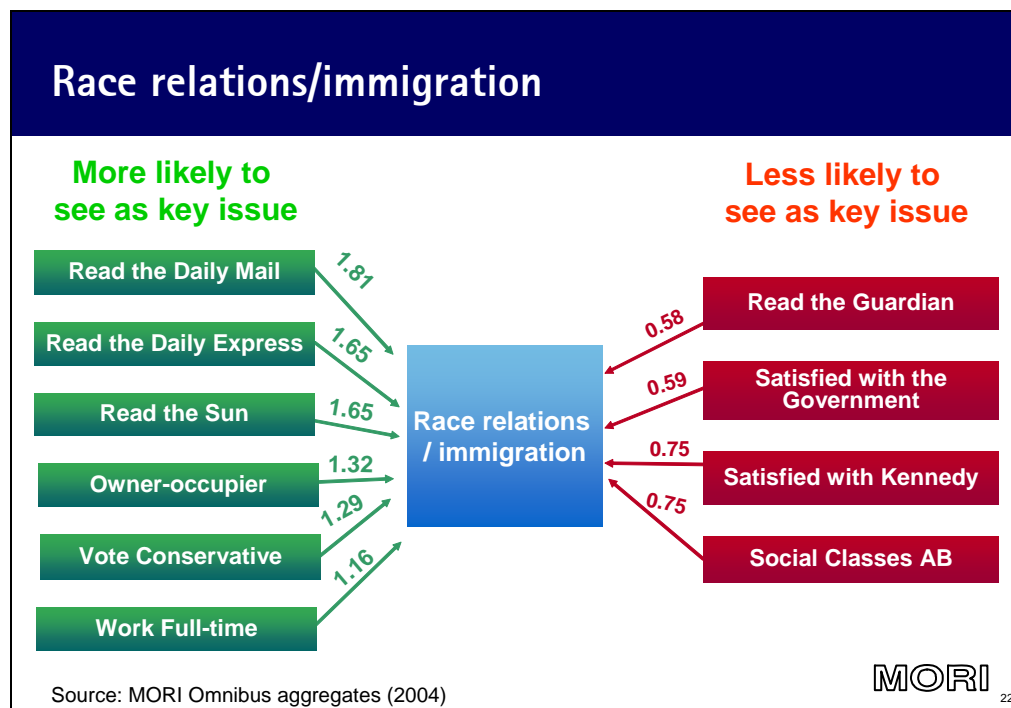 Race relations/immigration
More likely to
see as key issue
Less likely to
see as key issue
Read the Daily Mail
1.81
Read the Daily Express
1.65
Read the Sun
1.65
Owner-occupier
1.32
Vote Conservative
1.29
Work Full-time
1.16
Race relations
/ immigration
0.58
Read the Guardian
0.59
Satisfied with the
Government
0.75
Satisfied with Kennedy
0.75
Social Classes AB
Source: MORI Omnibus aggregates (2004)
MORI
22